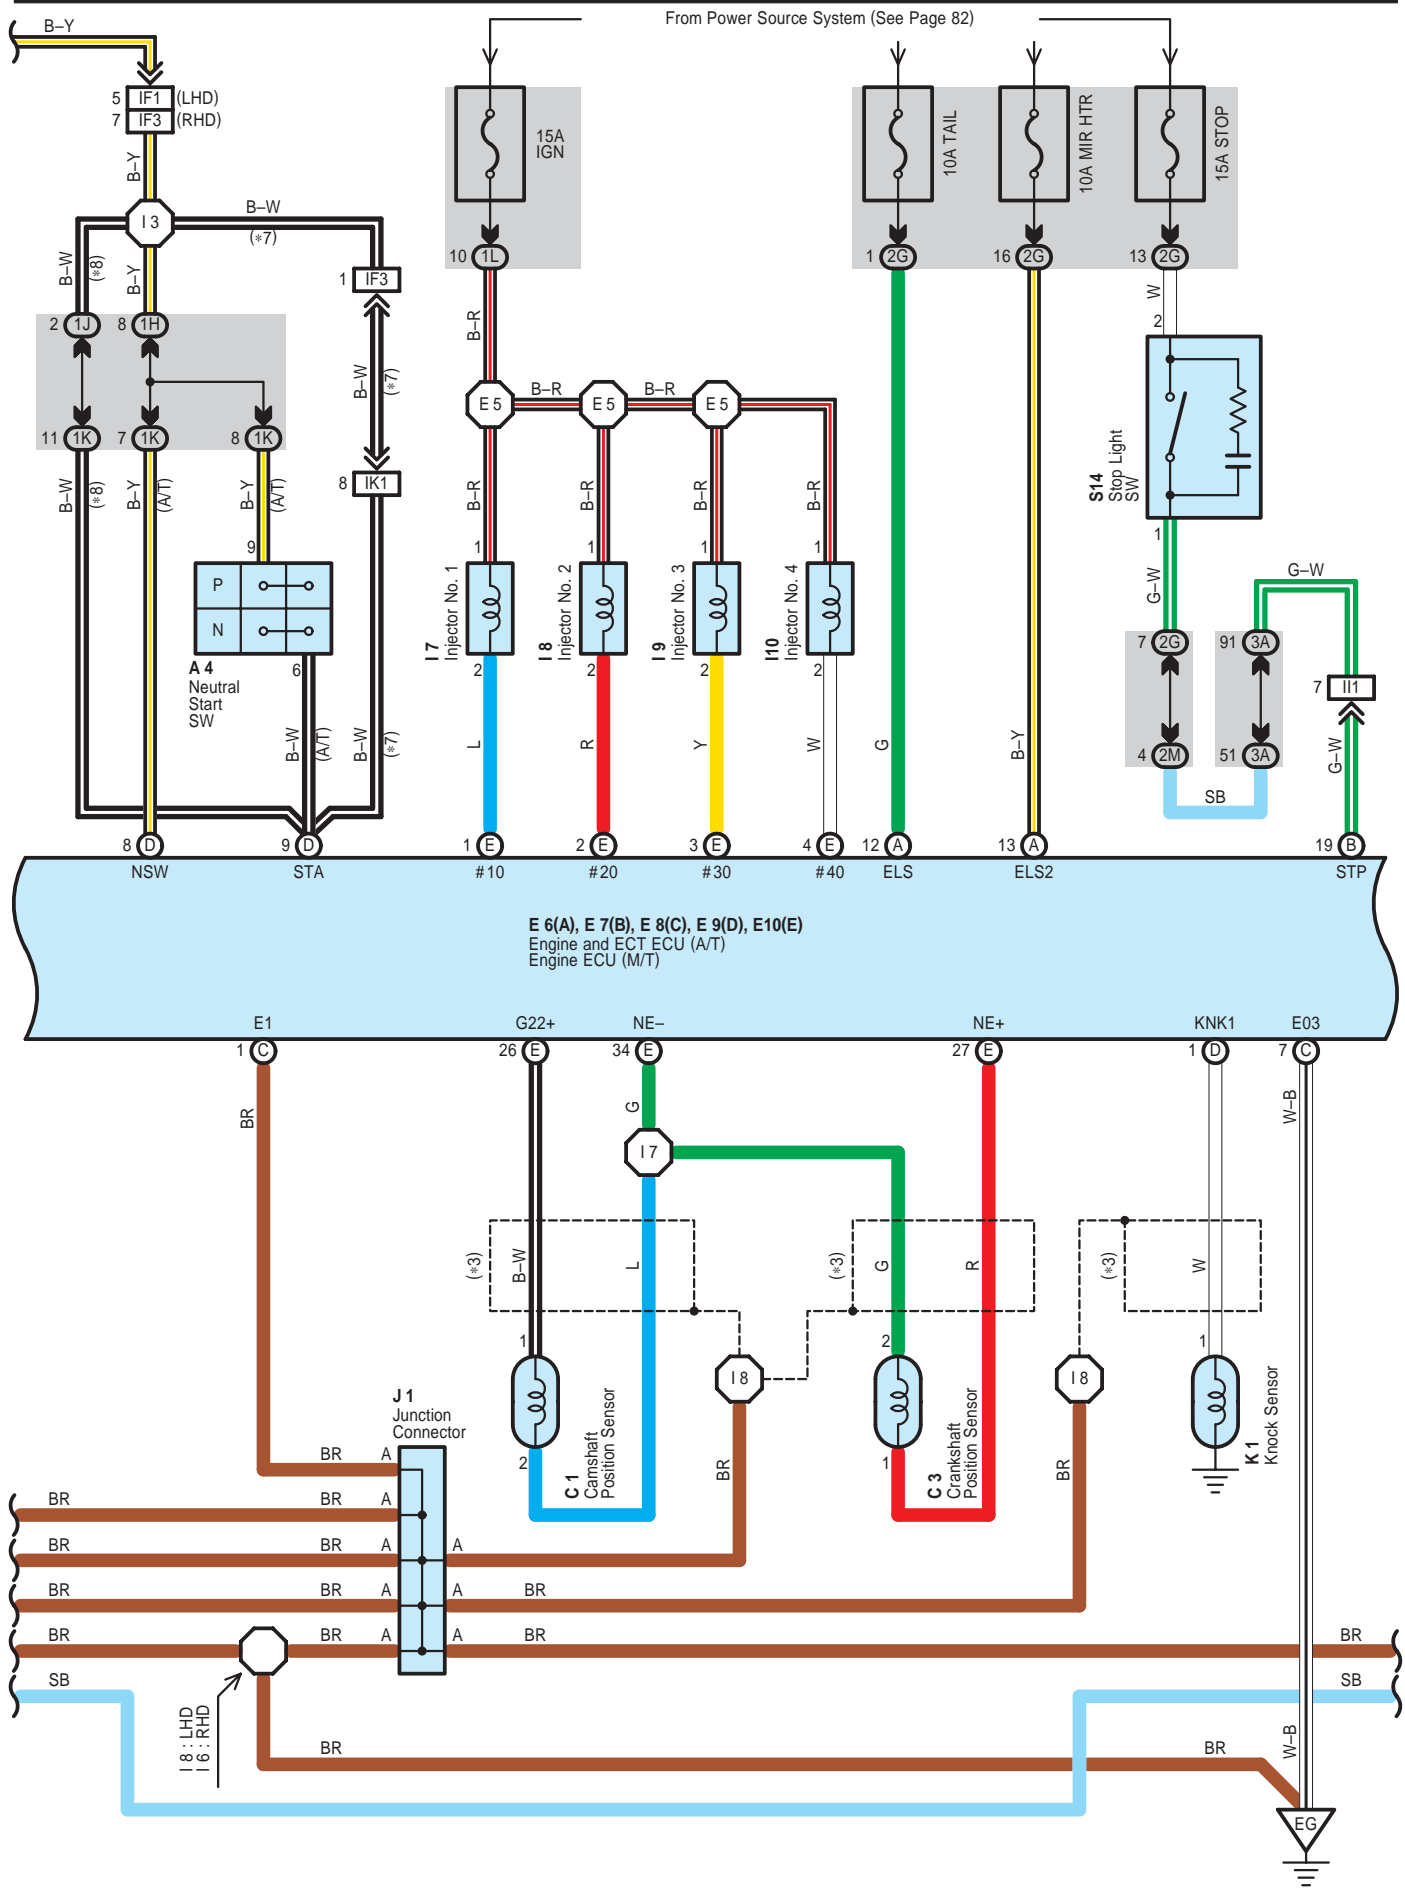 From Power Source System (See Page 82)
B–Y
5 IF1 (LHD)
7 IF3 (RHD)
B–Y
I 3
B–W
(∗7)
B–W
(∗8)
B–Y
1 IF3
2 1J
8 1H
B–W
(∗7)
11 1K
7 1K
8 1K
8 IK1
B–W
(∗8)
B–Y
(A/T)
B–Y
(A/T)
9
P
N
6
A 4
Neutral
Start
SW
B–W
(A/T)
B–W
(∗7)
15A
IGN
10 1L
B–R
E 5
B–R
E 5
B–R
E 5
B–R
B–R
B–R
B–R
1
1
1
1
I 7
Injector No. 1
I 8
Injector No. 2
I 9
Injector No. 3
I10
Injector No. 4
2
2
2
2
L
R
Y
W
10A TAIL
10A MIR HTR
15A STOP
1 2G
16 2G
13 2G
G
B–Y
W
2
S14
Stop Light
SW
1
G–W
G–W
7 2G
91 3A
7 II1
4 2M
51 3A
SB
G–W
8 D
9 D
1 E
2 E
3 E
4 E
12 A
13 A
19 B
NSW
STA
#10
#20
#30
#40
ELS
ELS2
STP
E 6(A), E 7(B), E 8(C), E 9(D), E10(E)
Engine and ECT ECU (A/T)
Engine ECU (M/T)
E1
G22+
NE–
NE+
KNK1
E03
1 C
26 E
34 E
27 E
1 D
7 C
BR
G
W–B
I 7
(∗3)
B–W
L
(∗3)
G
R
(∗3)
W
1
2
1
I 8
I 8
J 1
Junction
Connector
2
C 1
Camshaft
Position Sensor
BR
1
C 3
Crankshaft
Position Sensor
BR
K 1
Knock Sensor
BR A
BR BR A
BR BR A A
BR BR A A BR
BR BR A A BR BR
SB SB
I 8 : LHD
I 6 : RHD
BR
BR
W–B
EG